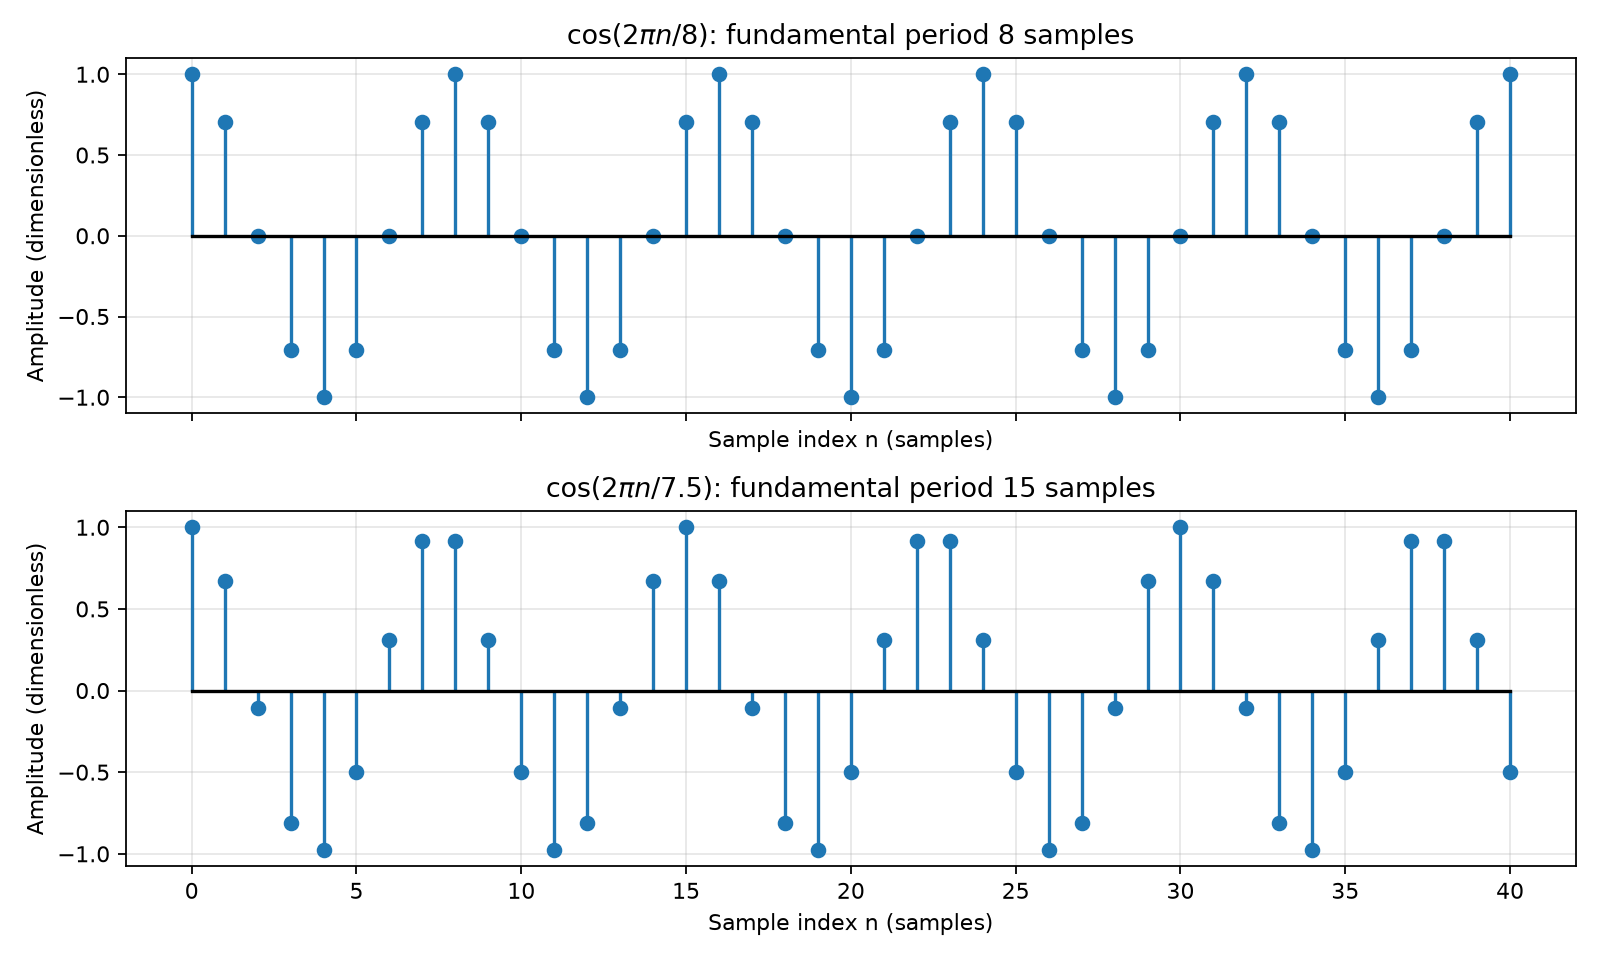 cos(2πn/8): fundamental period 8 samples
1.0
0.5
0.0
−0.5
−1.0
Amplitude (dimensionless)
Sample index n (samples)
cos(2πn/7.5): fundamental period 15 samples
1.0
0.5
0.0
−0.5
−1.0
Amplitude (dimensionless)
0 5 10 15 20 25 30 35 40
Sample index n (samples)